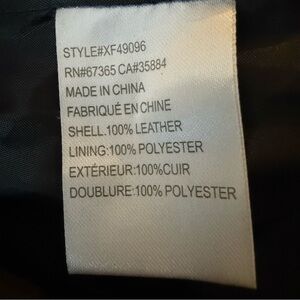 STYLE#XF49096
RN#67365 CA#35884
MADE IN CHINA
FABRIQUÉ EN CHINE
SHELL:100% LEATHER
LINING:100% POLYESTER
EXTÉRIEUR:100%CUIR
DOUBLURE:100% POLYESTER